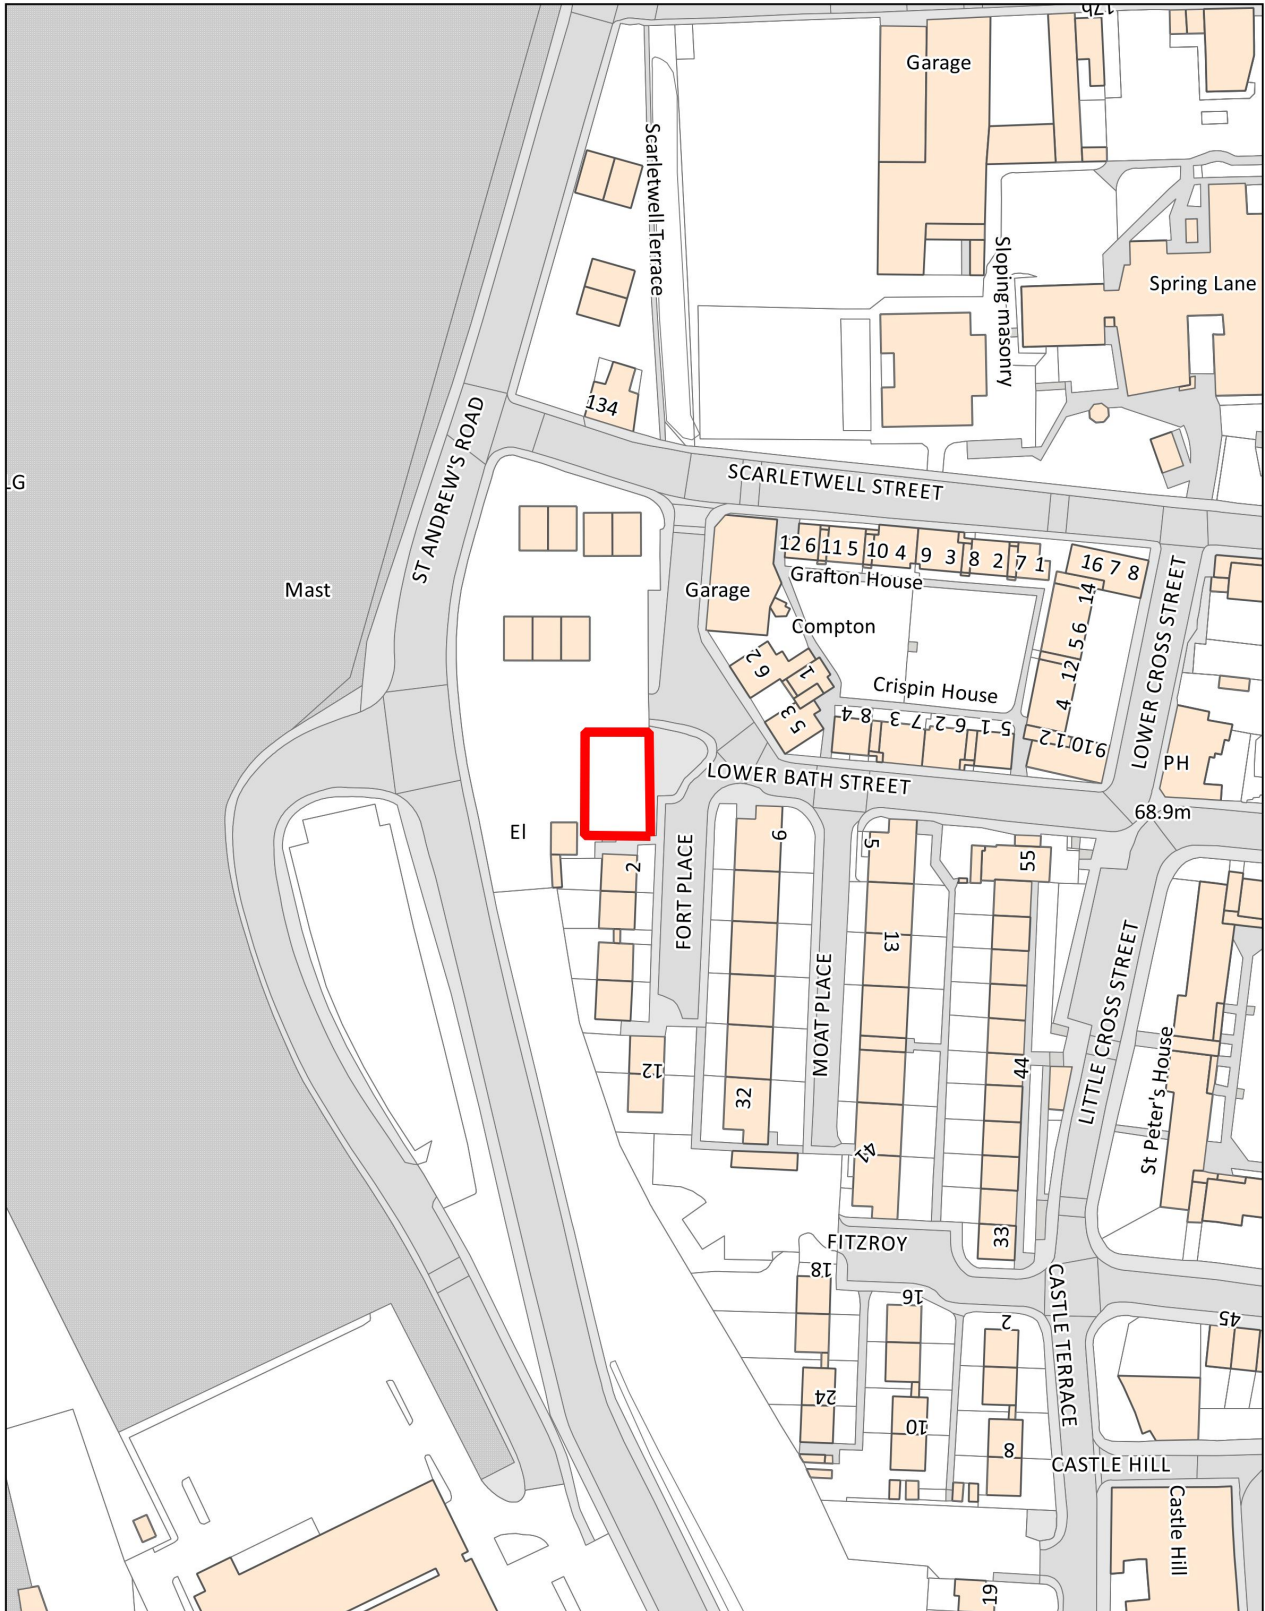 17b
Garage
Scarletwell Terrace
Sloping masonry
Spring Lane
134
ST ANDREW'S ROAD
LG
SCARLETWELL STREET
Mast
Garage
12 6 11 5 10 4 9 3 8 2 7 1
Grafton House
16 7 8
14
5 6
12
4
Compton
6 2
1
5 3
Crispin House
8 4 7 3 6 2 5 1
12 10 11 9 16
LOWER CROSS STREET
PH
LOWER BATH STREET
68.9m
El
2
9
5
55
FORT PLACE
13
MOAT PLACE
LITTLE CROSS STREET
St Peter's House
12
32
44
41
33
FITZROY
18
16
2
CASTLE TERRACE
45
24
10
8
CASTLE HILL
Castle Hill
19